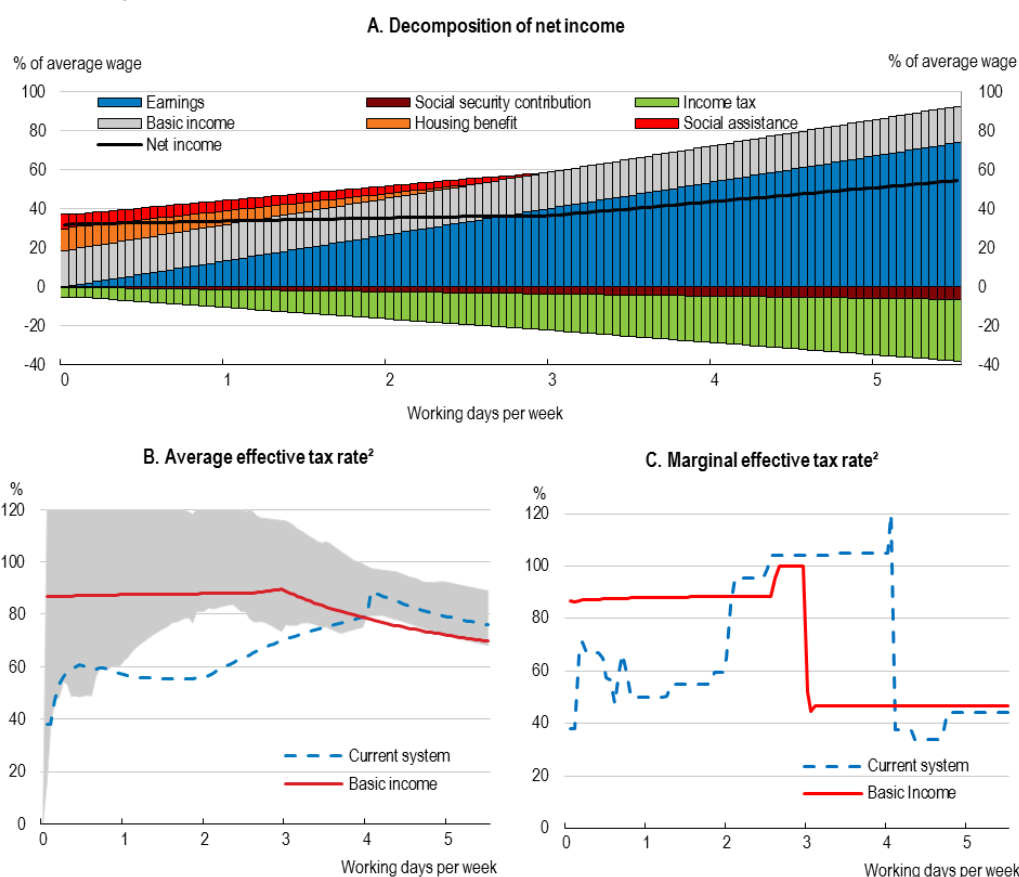 A. Decomposition of net income
% of average wage % of average wage
100 100
Earnings Social security contribution Income tax
80 80
Basic income Housing benefit Social assistance
Net income
60 60
40 40
20 20
0 0
-20 -20
-40 -40
0 1 2 3 4 5
Working days per week
B. Average effective tax rate²
%
120
100
80
60
40
20
0
Current system
Basic income
0 1 2 3 4 5
Working days per week
C. Marginal effective tax rate²
%
120
100
80
60
40
20
0
Current system
Basic Income
0 1 2 3 4 5
Working days per week